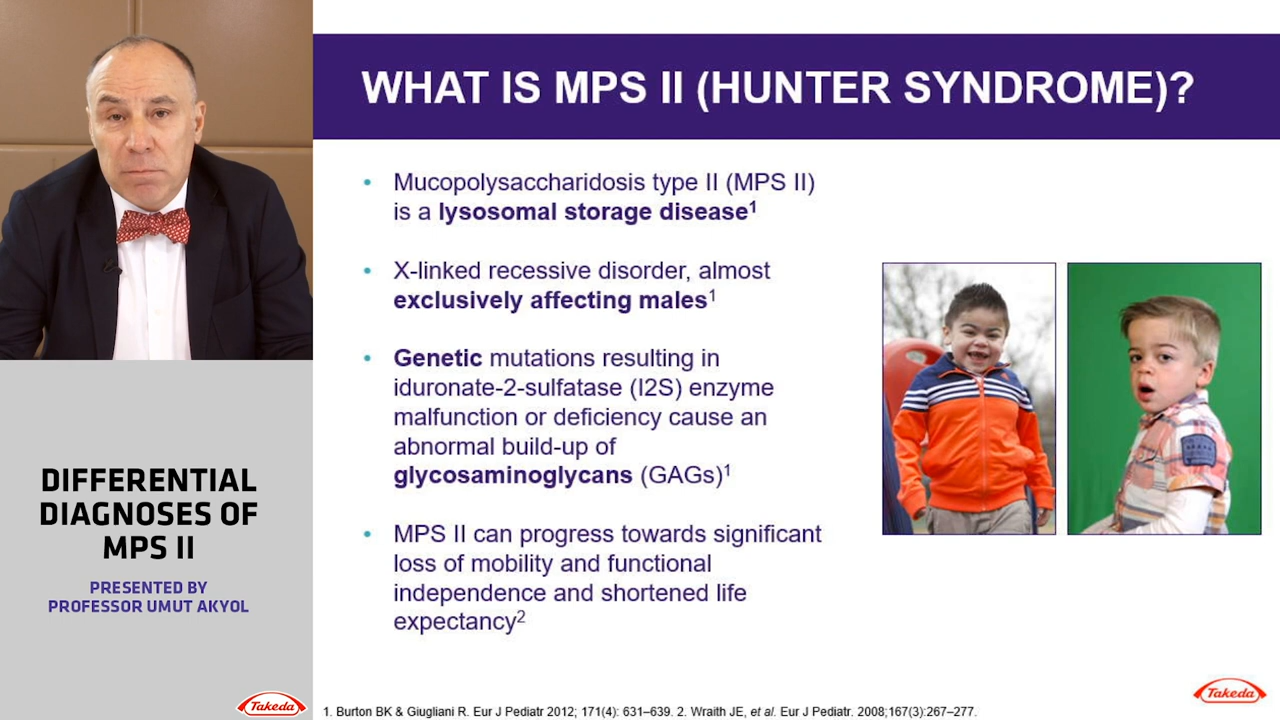 WHAT IS MPS II (HUNTER SYNDROME)?
• Mucopolysaccharidosis type II (MPS II)
is a lysosomal storage disease1
• X-linked recessive disorder, almost
exclusively affecting males1
• Genetic mutations resulting in
iduronate-2-sulfatase (I2S) enzyme
malfunction or deficiency cause an
abnormal build-up of
glycosaminoglycans (GAGs)1
• MPS II can progress towards significant
loss of mobility and functional
independence and shortened life
expectancy2
DIFFERENTIAL
DIAGNOSES OF
MPS II
PRESENTED BY
PROFESSOR UMUT AKYOL
Takeda
1. Burton BK & Giugliani R. Eur J Pediatr 2012; 171(4): 631–639. 2. Wraith JE, et al. Eur J Pediatr. 2008;167(3):267–277.
Takeda